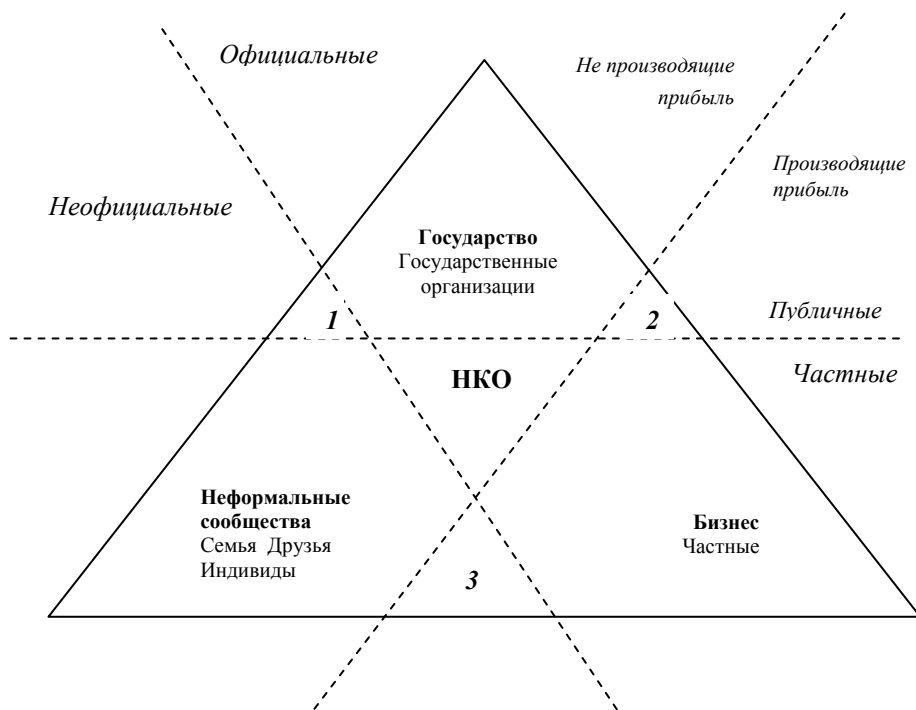 Официальные
Не производящие
прибыль
Производящие
прибыль
Неофициальные
Государство
Государственные
организации
1
2
Публичные
НКО
Частные
Неформальные
сообщества
Семья Друзья
Индивиды
Бизнес
Частные
3